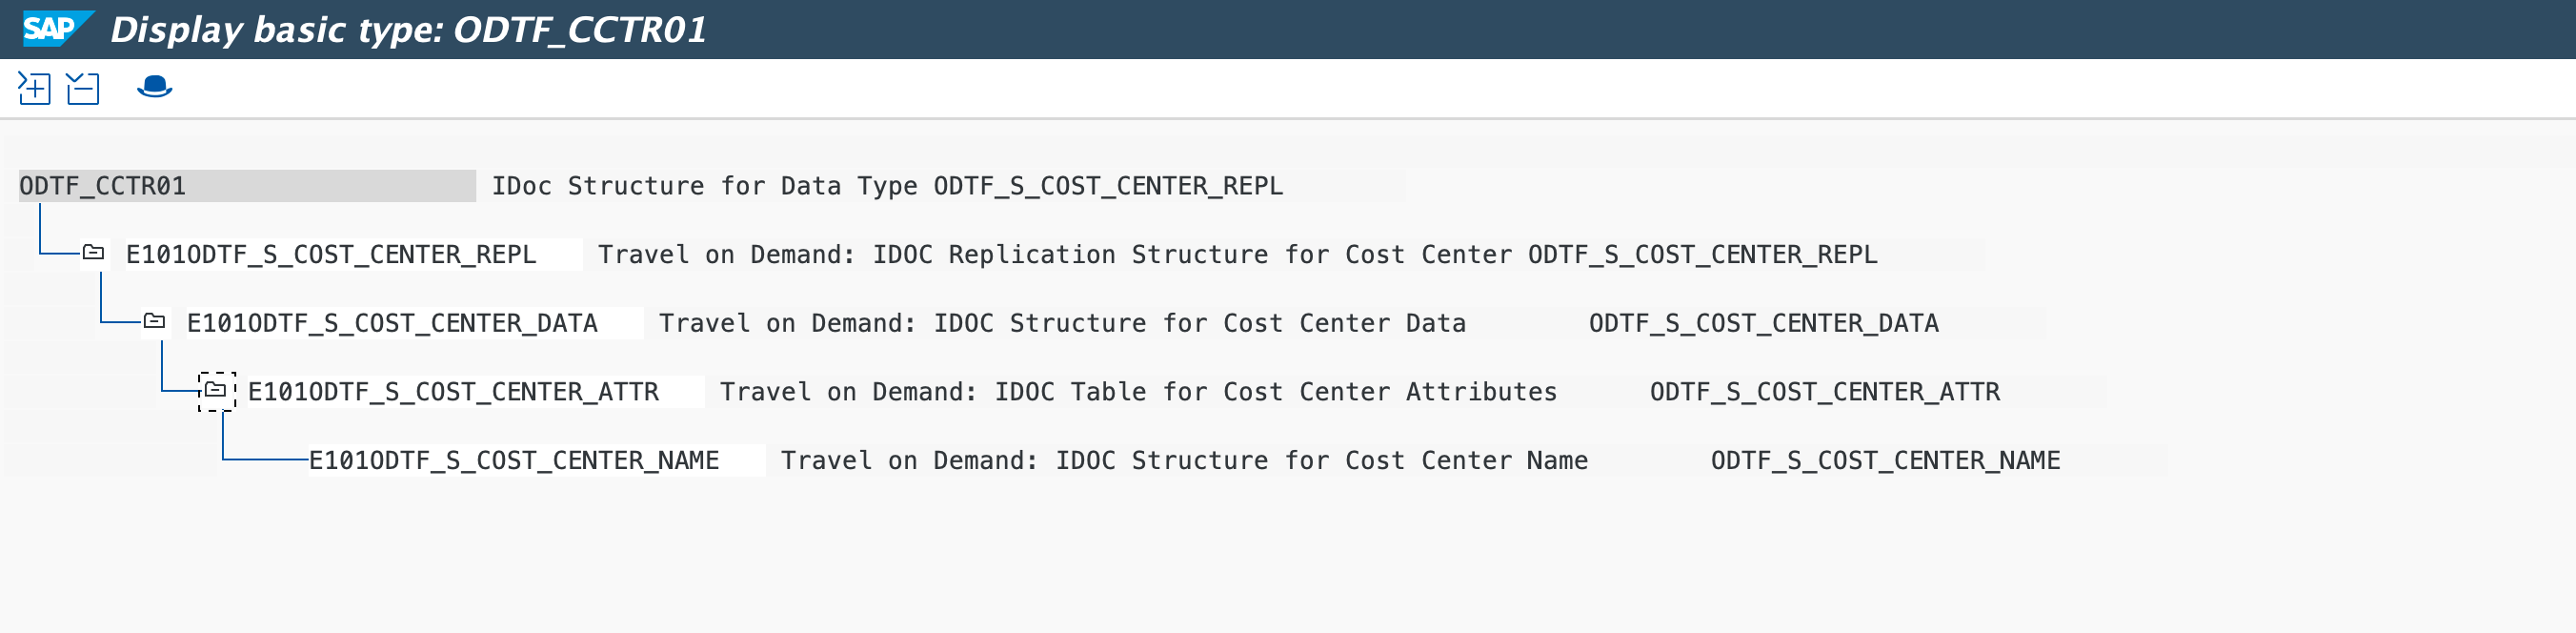 SAP Display basic type: ODTF_CCTR01
ODTF_CCTR01 IDoc Structure for Data Type ODTF_S_COST_CENTER_REPL
E101ODTF_S_COST_CENTER_REPL Travel on Demand: IDOC Replication Structure for Cost Center ODTF_S_COST_CENTER_REPL
E101ODTF_S_COST_CENTER_DATA Travel on Demand: IDOC Structure for Cost Center Data ODTF_S_COST_CENTER_DATA
E101ODTF_S_COST_CENTER_ATTR Travel on Demand: IDOC Table for Cost Center Attributes ODTF_S_COST_CENTER_ATTR
E101ODTF_S_COST_CENTER_NAME Travel on Demand: IDOC Structure for Cost Center Name ODTF_S_COST_CENTER_NAME